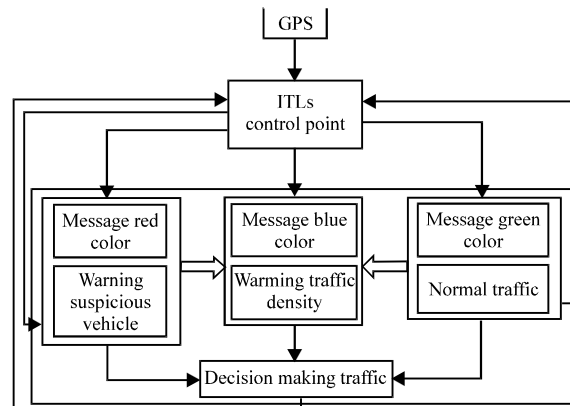 GPS
ITLs
control point
Message red
color
Warning
suspicious
vehicle
Message blue
color
Warming traffic
density
Message green
color
Normal traffic
Decision making traffic